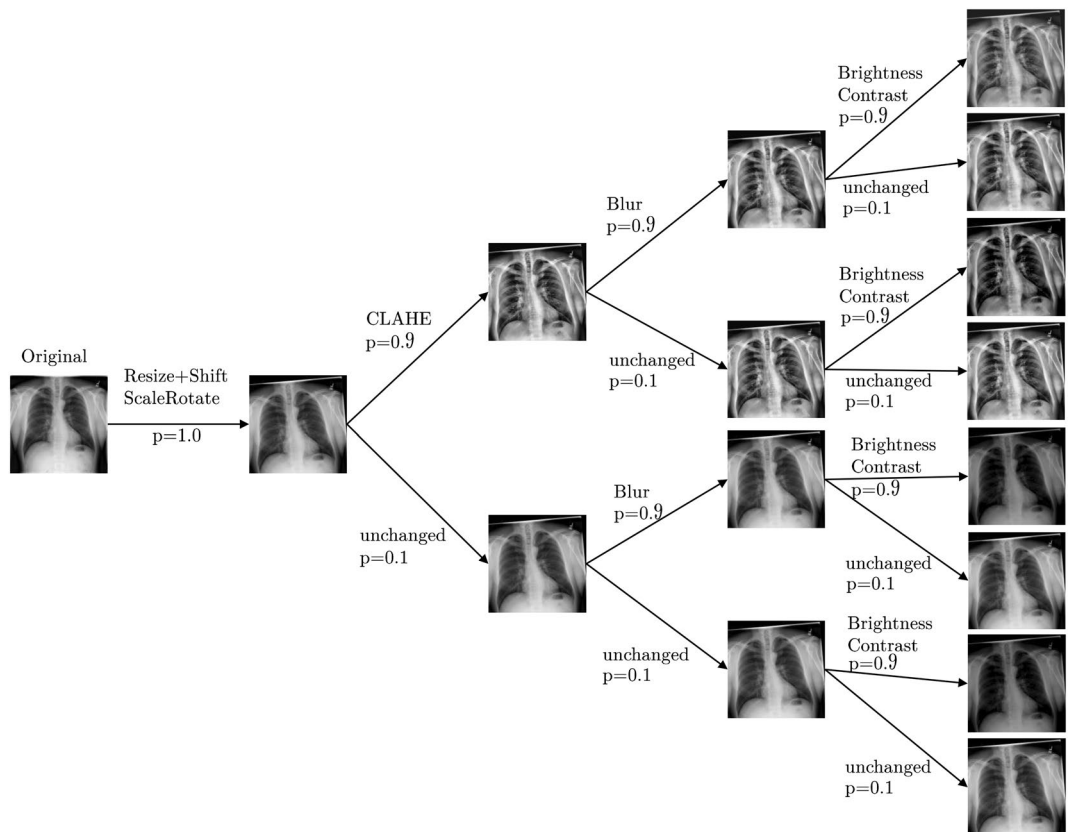 Original
Resize+Shift
ScaleRotate
p=1.0
CLAHE
p=0.9
unchanged
p=0.1
Blur
p=0.9
unchanged
p=0.1
Blur
p=0.9
unchanged
p=0.1
Brightness
Contrast
p=0.9
unchanged
p=0.1
Brightness
Contrast
p=0.9
unchanged
p=0.1
Brightness
Contrast
p=0.9
unchanged
p=0.1
Brightness
Contrast
p=0.9
unchanged
p=0.1